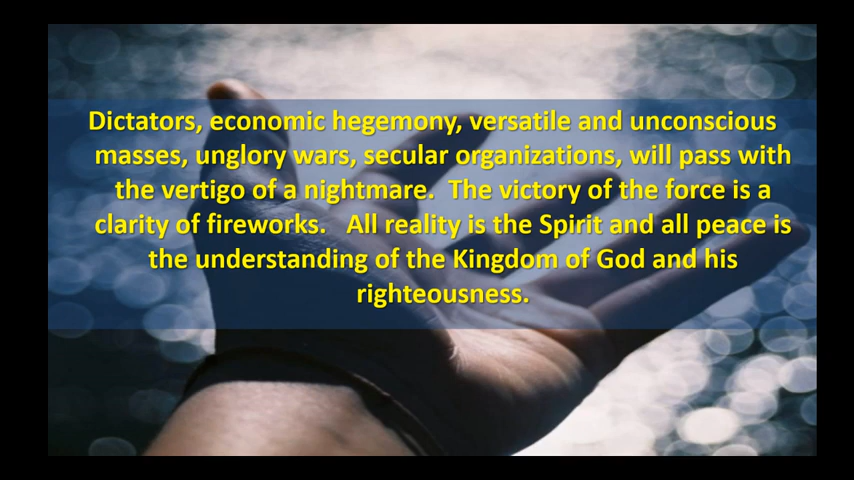 Dictators, economic hegemony, versatile and unconscious
masses, unglory wars, secular organizations, will pass with
the vertigo of a nightmare.  The victory of the force is a
clarity of fireworks.   All reality is the Spirit and all peace is
the understanding of the Kingdom of God and his
righteousness.